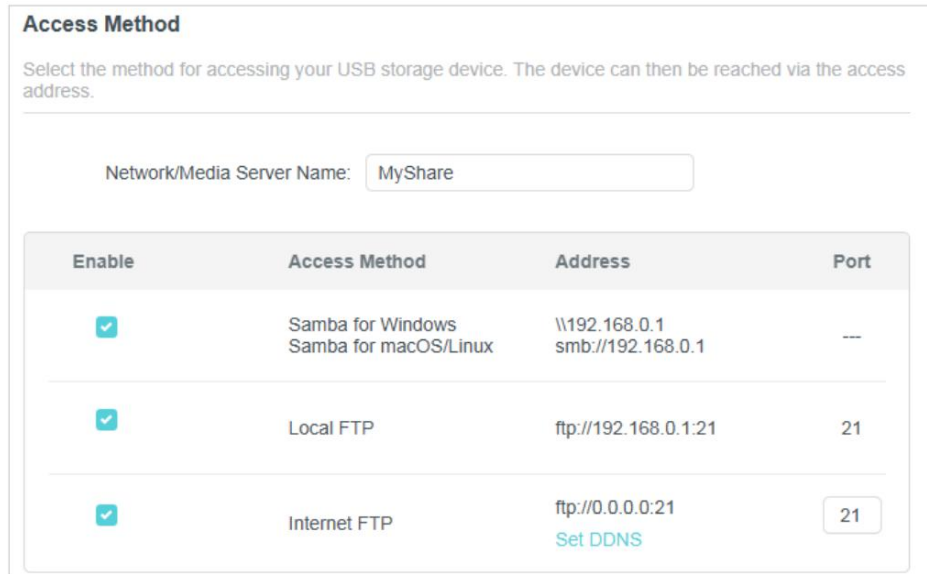 Access Method
Select the method for accessing your USB storage device. The device can then be reached via the access
address.
Network/Media Server Name: MyShare
Enable Access Method Address Port
Samba for Windows \\192.168.0.1
Samba for macOS/Linux smb://192.168.0.1 ---
Local FTP ftp://192.168.0.1:21 21
Internet FTP ftp://0.0.0.0:21 21
Set DDNS